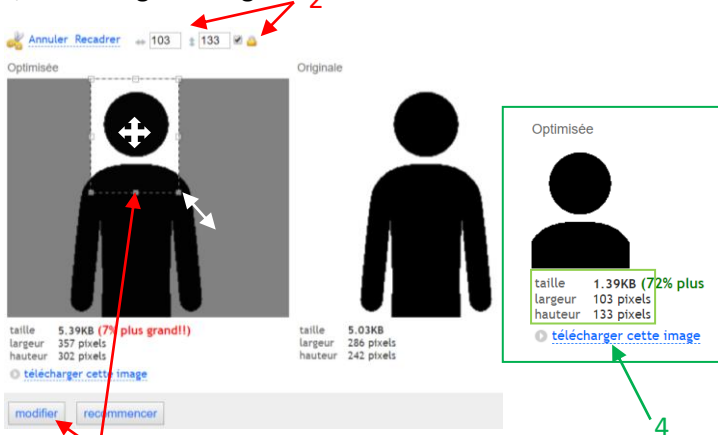 2
Annuler Recadrer 103 133
Optimisée
Originale
taille 5.39KB (7% plus grand!!)
largeur 357 pixels
hauteur 302 pixels
télécharger cette image
taille 5.03KB
largeur 286 pixels
hauteur 242 pixels
modifier recommencer
Optimisée
taille 1.39KB (72% plus
largeur 103 pixels
hauteur 133 pixels
télécharger cette image
4